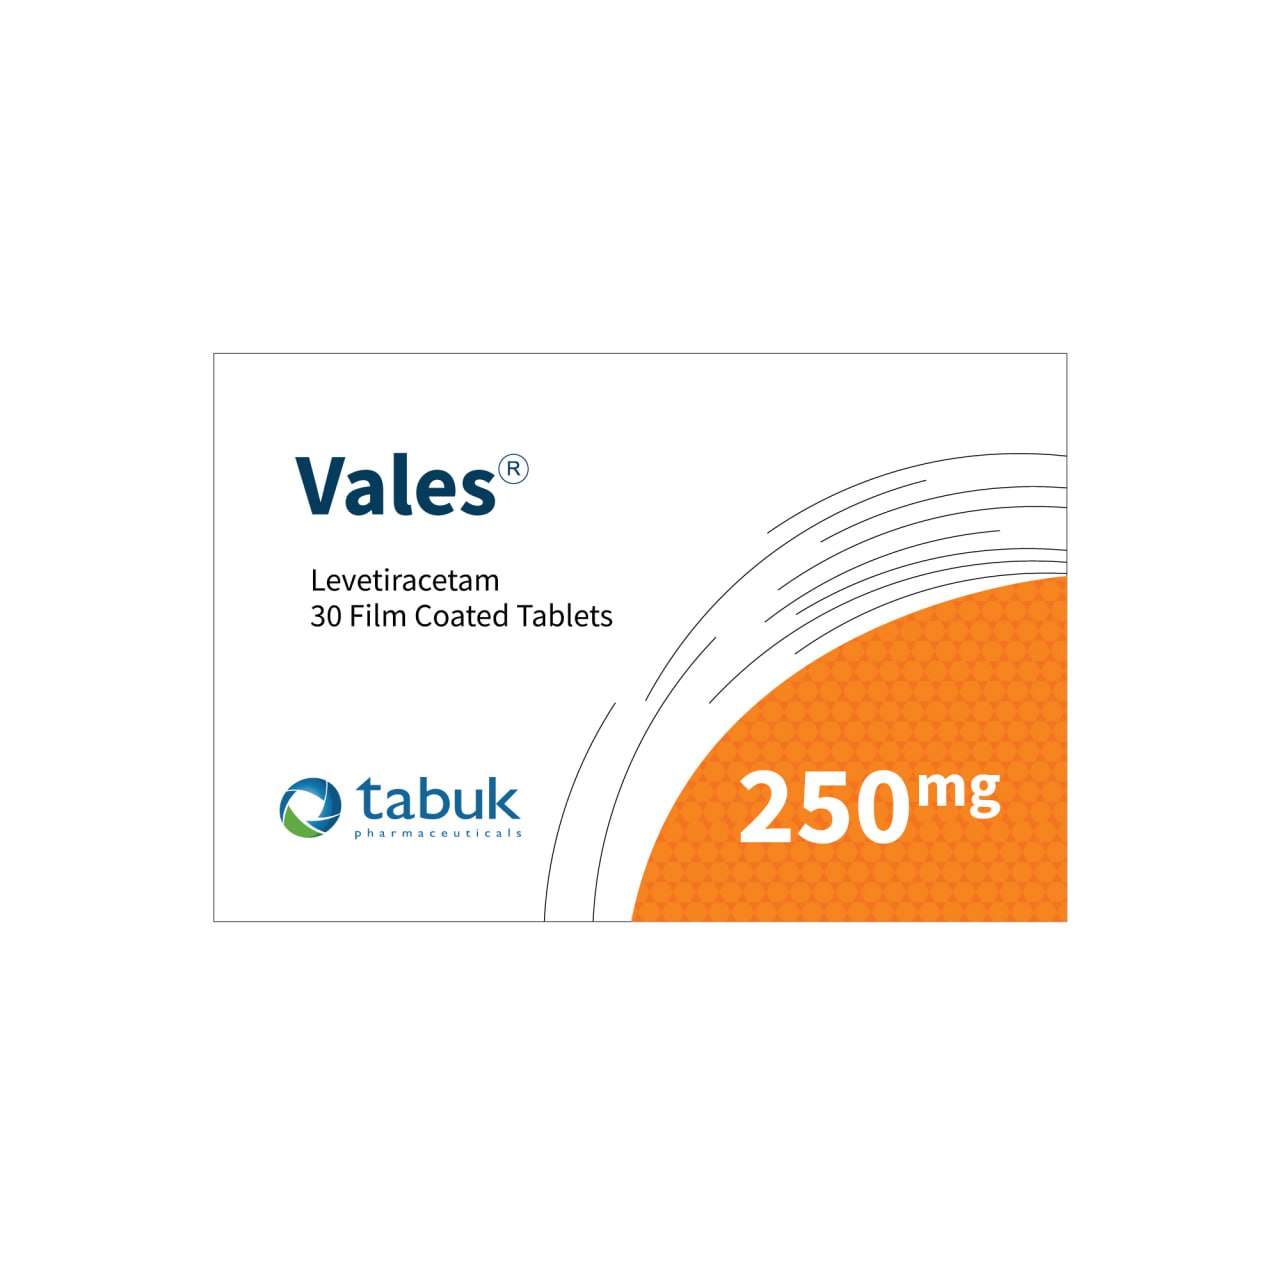 Vales®
Levetiracetam
30 Film Coated Tablets
tabuk
pharmaceuticals
250mg